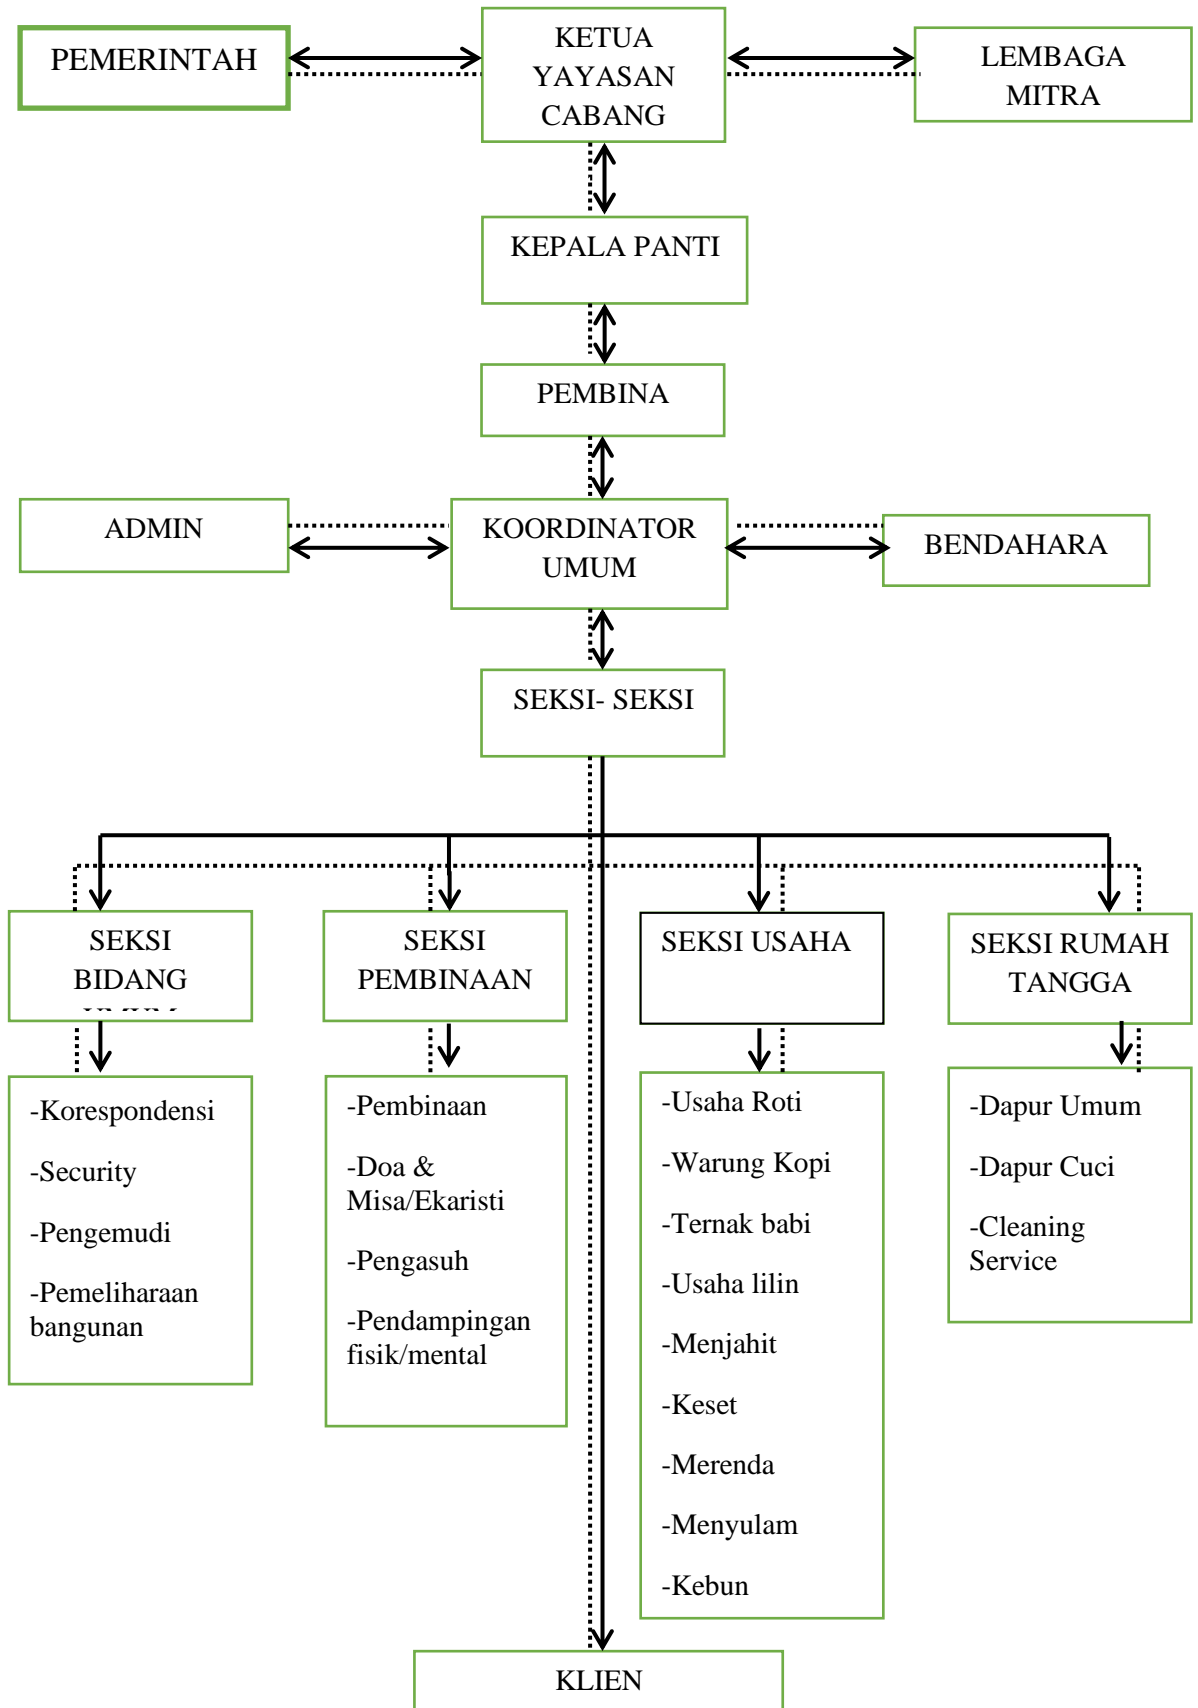 PEMERINTAH
KETUA
YAYASAN
CABANG
LEMBAGA
MITRA
KEPALA PANTI
PEMBINA
ADMIN
KOORDINATOR
UMUM
BENDAHARA
SEKSI- SEKSI
SEKSI
BIDANG
SEKSI
PEMBINAAN
SEKSI USAHA
SEKSI RUMAH
TANGGA
-Korespondensi
-Security
-Pengemudi
-Pemeliharaan
bangunan
-Pembinaan
-Doa &
Misa/Ekaristi
-Pengasuh
-Pendampingan
fisik/mental
-Usaha Roti
-Warung Kopi
-Ternak babi
-Usaha lilin
-Menjahit
-Keset
-Merenda
-Menyulam
-Kebun
-Dapur Umum
-Dapur Cuci
-Cleaning
Service
KLIEN